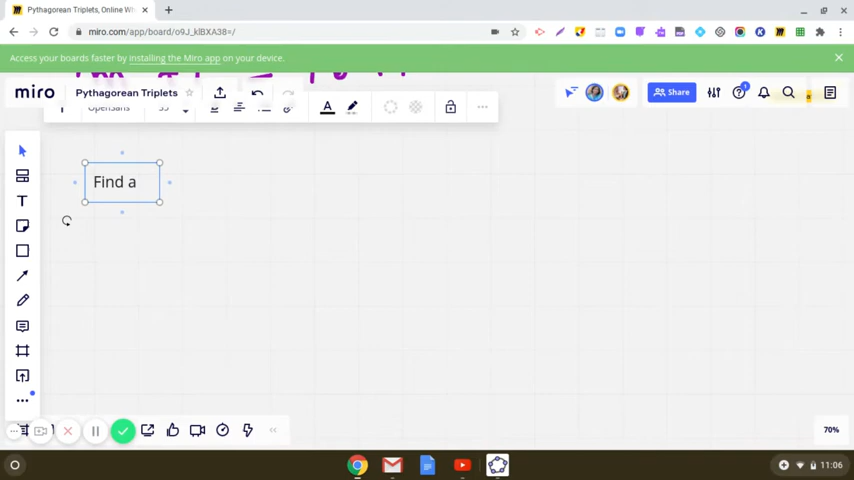 Pythagorean Triplets, Online Wh
miro.com/app/board/o9J_klBXA38=/
Access your boards faster by installing the Miro app on your device.
miro
Pythagorean Triplets
Share
1
OpenSans
A
T
Find a
70%
11:06